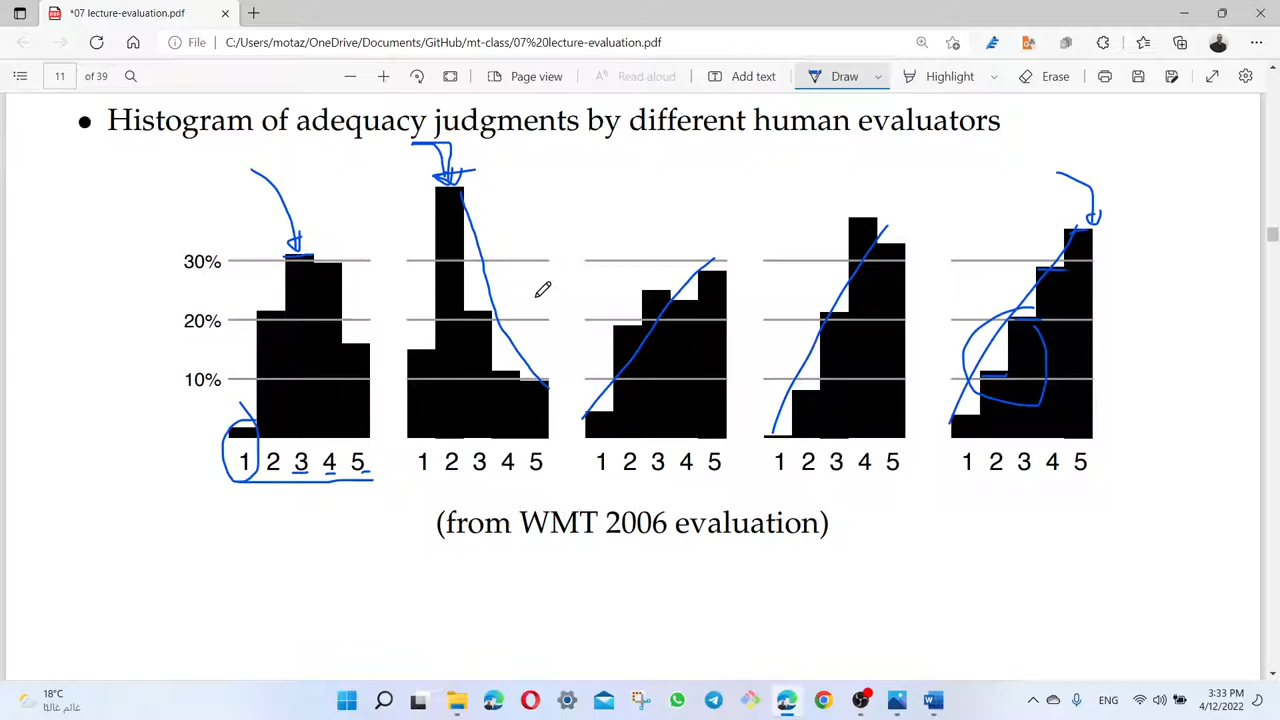 *07 lecture-evaluation.pdf
File C:/Users/motaz/OneDrive/Documents/GitHub/mt-class/07%20lecture-evaluation.pdf
11 of 39 Page view Read aloud Add text Draw Highlight Erase
• Histogram of adequacy judgments by different human evaluators
30%
20%
10%
1 2 3 4 5 1 2 3 4 5 1 2 3 4 5 1 2 3 4 5 1 2 3 4 5
(from WMT 2006 evaluation)
18°C
غائم غالبًا
ENG
3:33 PM
4/12/2022